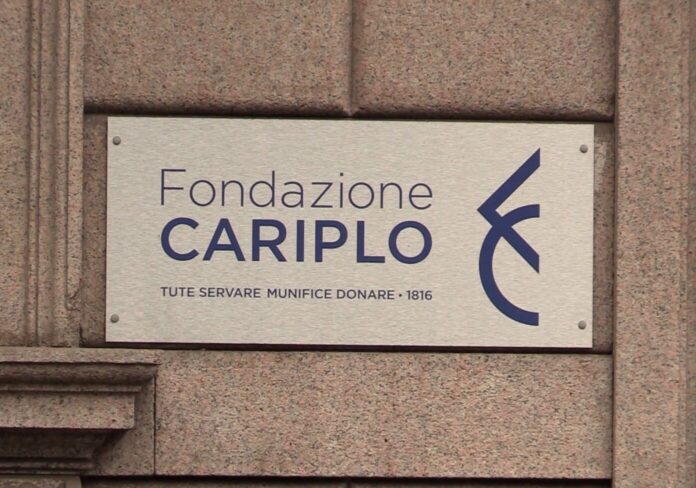 Fondazione
CARIPLO
TUTE SERVARE MUNIFICE DONARE • 1816